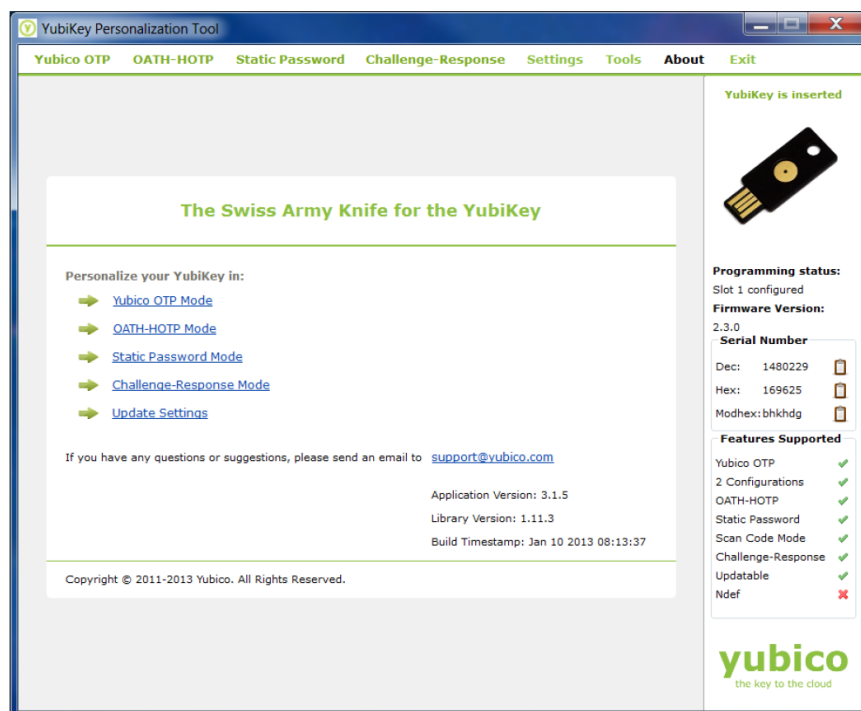 YubiKey Personalization Tool
Yubico OTP OATH-HOTP Static Password Challenge-Response Settings Tools About Exit
The Swiss Army Knife for the YubiKey
Personalize your YubiKey in:
Yubico OTP Mode
OATH-HOTP Mode
Static Password Mode
Challenge-Response Mode
Update Settings
If you have any questions or suggestions, please send an email to support@yubico.com
Application Version: 3.1.5
Library Version: 1.11.3
Build Timestamp: Jan 10 2013 08:13:37
Copyright © 2011-2013 Yubico. All Rights Reserved.
YubiKey is inserted
Programming status:
Slot 1 configured
Firmware Version:
2.3.0
Serial Number
Dec: 1480229
Hex: 169625
Modhex: bhkhdg
Features Supported
Yubico OTP
2 Configurations
OATH-HOTP
Static Password
Scan Code Mode
Challenge-Response
Updatable
Ndef
yubico
the key to the cloud